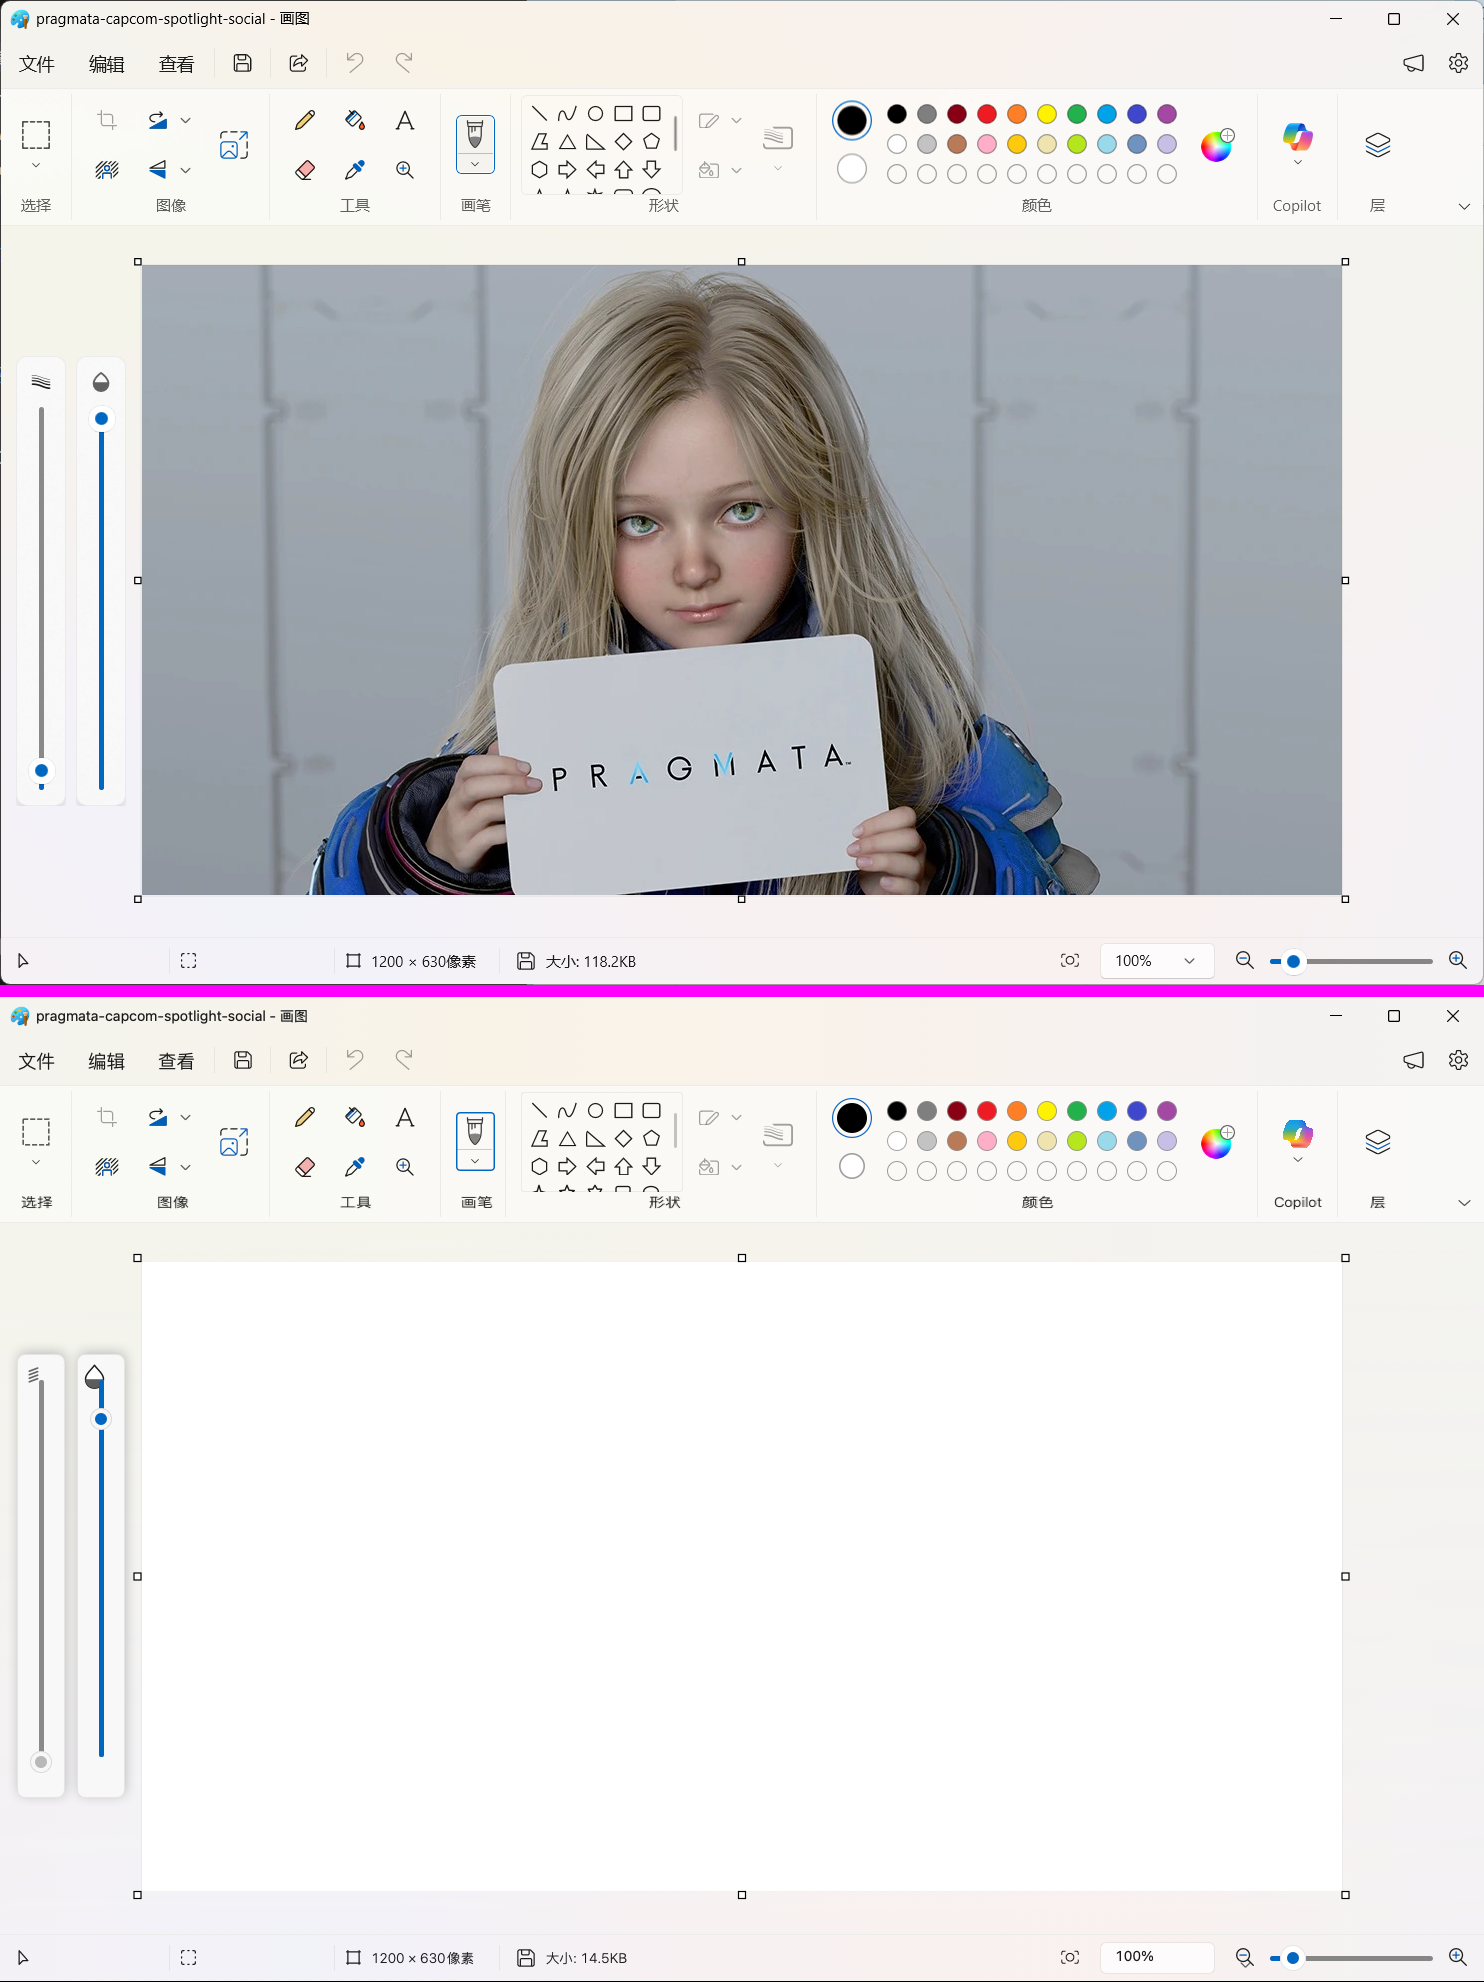 pragmata-capcom-spotlight-social - 画图
文件 编辑 查看
选择 图像 工具 画笔 形状 颜色 Copilot 层
PRAGMATA™
1200 × 630像素 大小: 118.2KB 100%
pragmata-capcom-spotlight-social - 画图
文件 编辑 查看
选择 图像 工具 画笔 形状 颜色 Copilot 层
1200 × 630像素 大小: 14.5KB 100%